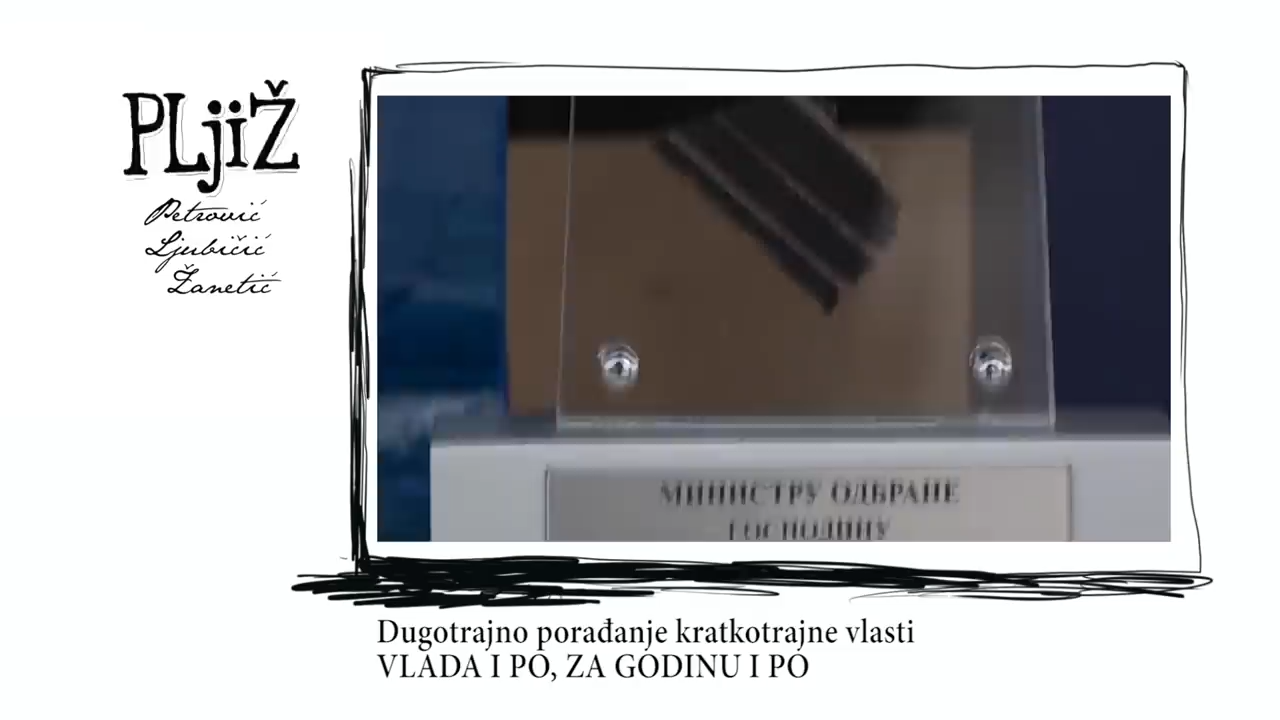 PLjiŽ
Petrović
Ljubičić
Žanetić
МИНИСТРУ ОДБРАНЕ
ГОСПОДИНУ
Dugotrajno porađanje kratkotrajne vlasti
VLADA I PO, ZA GODINU I PO